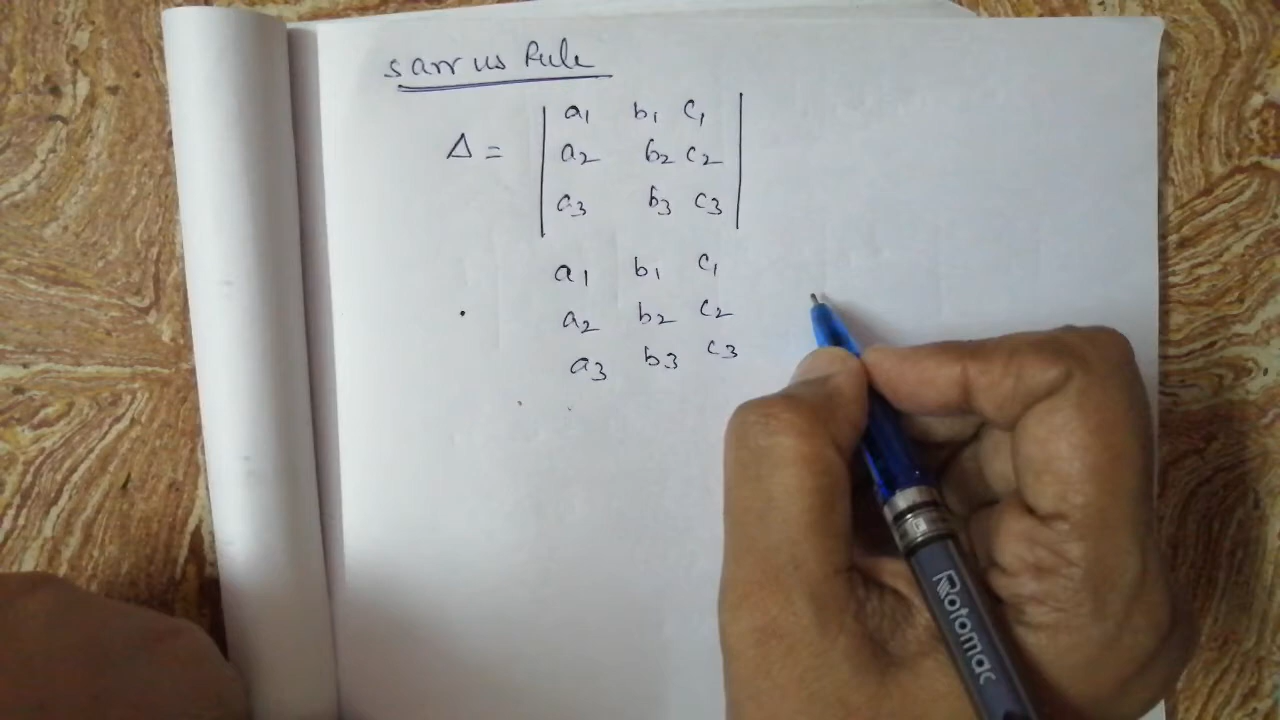 Sarrus Rule
Δ = | a₁ b₁ c₁ |
| a₂ b₂ c₂ |
| a₃ b₃ c₃ |
a₁ b₁ c₁
a₂ b₂ c₂
a₃ b₃ c₃
Rotomac